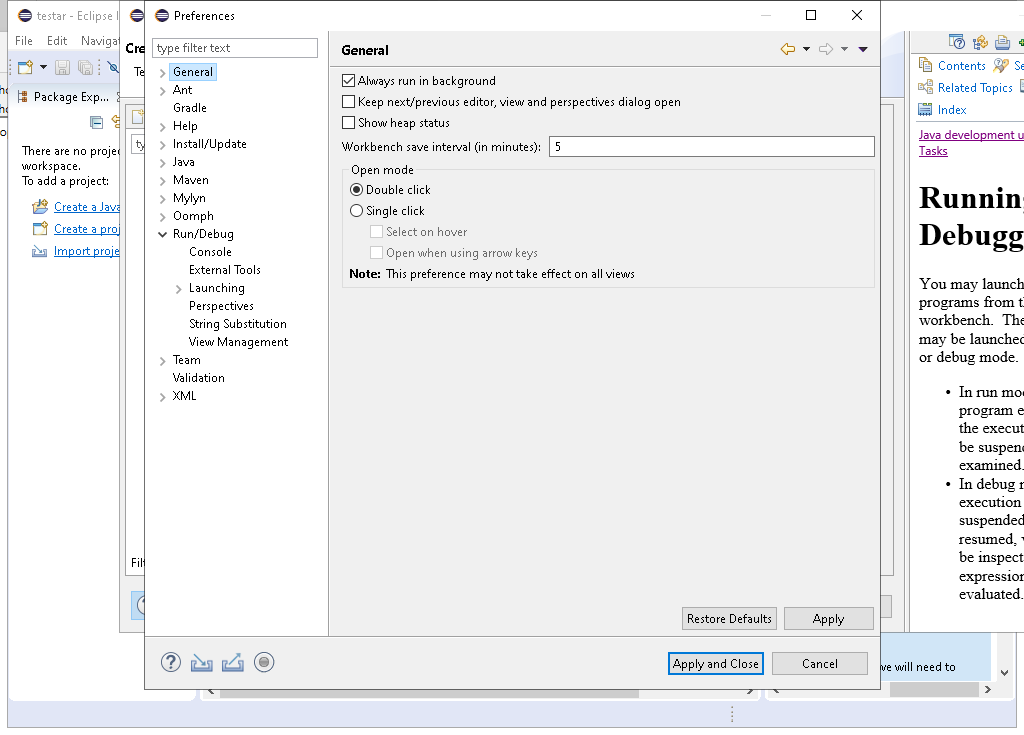 testar - Eclipse I
File Edit Navigat
Package Exp...
There are no projec
workspace.
To add a project:
Create a Java
Create a proj
Import proje
Cre
Preferences
type filter text
General
Ant
Gradle
Help
Install/Update
Java
Maven
Mylyn
Oomph
Run/Debug
Console
External Tools
Launching
Perspectives
String Substitution
View Management
Team
Validation
XML
General
Always run in background
Keep next/previous editor, view and perspectives dialog open
Show heap status
Workbench save interval (in minutes): 5
Open mode
Double click
Single click
Select on hover
Open when using arrow keys
Note: This preference may not take effect on all views
Restore Defaults
Apply
Apply and Close
Cancel
Contents Se
Related Topics
Index
Java development u
Tasks
Running
Debugg
You may launch
programs from th
workbench. The
may be launched
or debug mode.
• In run mod
program e
the execut
be suspend
examined.
• In debug m
execution
suspended
resumed, v
be inspect
expression
evaluated.
we will need to